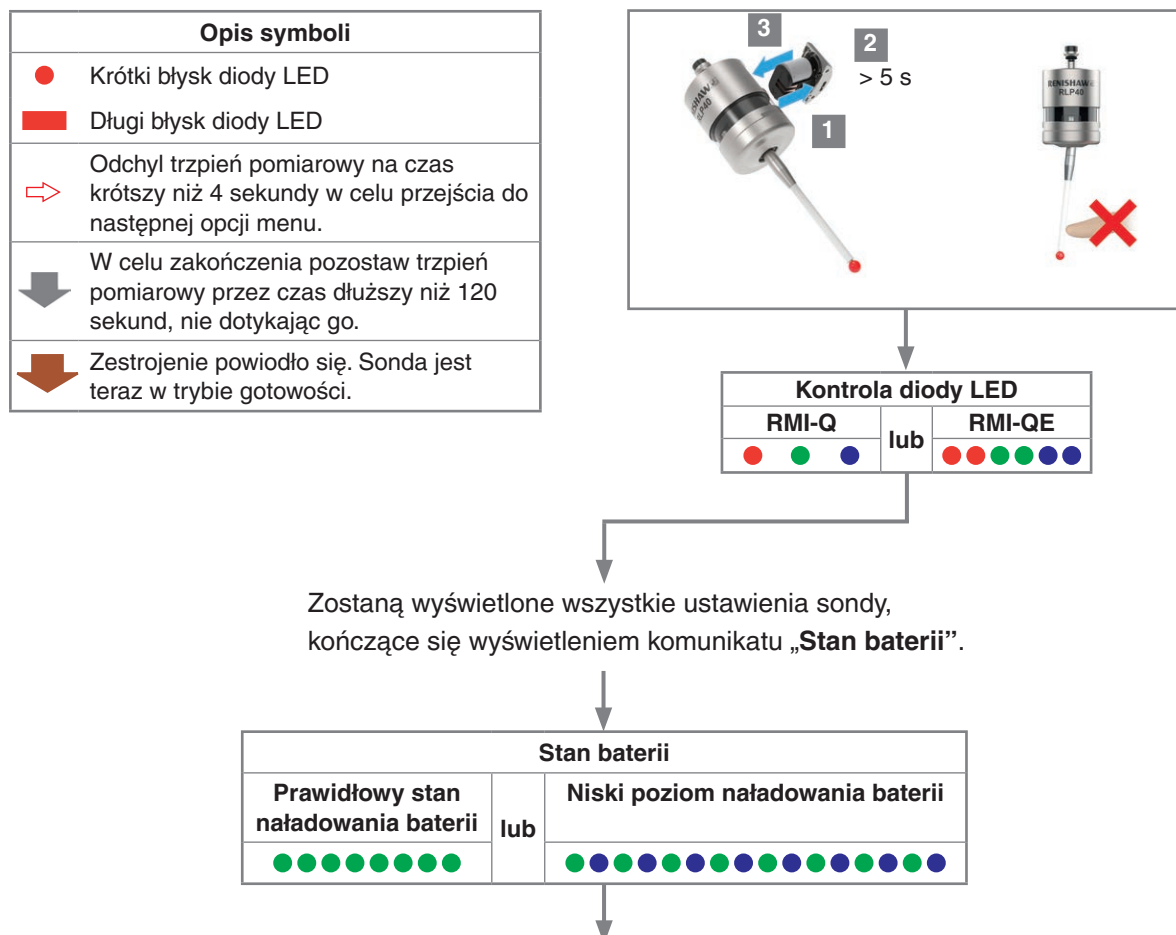 Opis symboli
Krótki błysk diody LED
Długi błysk diody LED
Odchyl trzpień pomiarowy na czas
krótszy niż 4 sekundy w celu przejścia do
następnej opcji menu.
W celu zakończenia pozostaw trzpień
pomiarowy przez czas dłuższy niż 120
sekund, nie dotykając go.
Zestrojenie powiodło się. Sonda jest
teraz w trybie gotowości.
3
2
> 5 s
1
RENISHAW
RLP40
RENISHAW
RLP40
Kontrola diody LED
RMI-Q
lub
RMI-QE
Zostaną wyświetlone wszystkie ustawienia sondy,
kończące się wyświetleniem komunikatu „Stan baterii”.
Stan baterii
Prawidłowy stan
naładowania baterii
lub
Niski poziom naładowania baterii